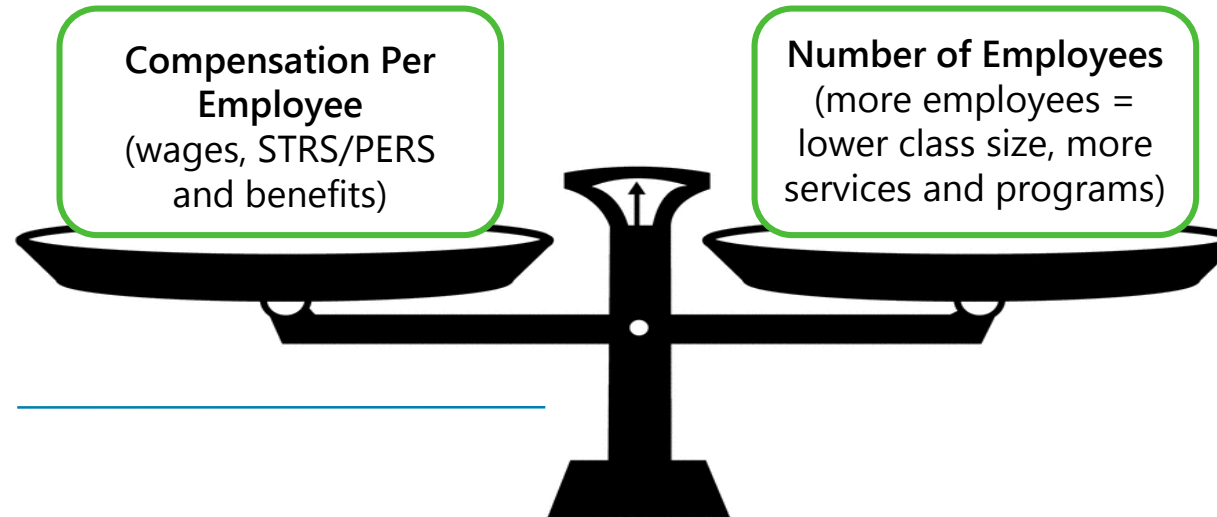 Compensation Per
Employee
(wages, STRS/PERS
and benefits)
Number of Employees
(more employees =
lower class size, more
services and programs)